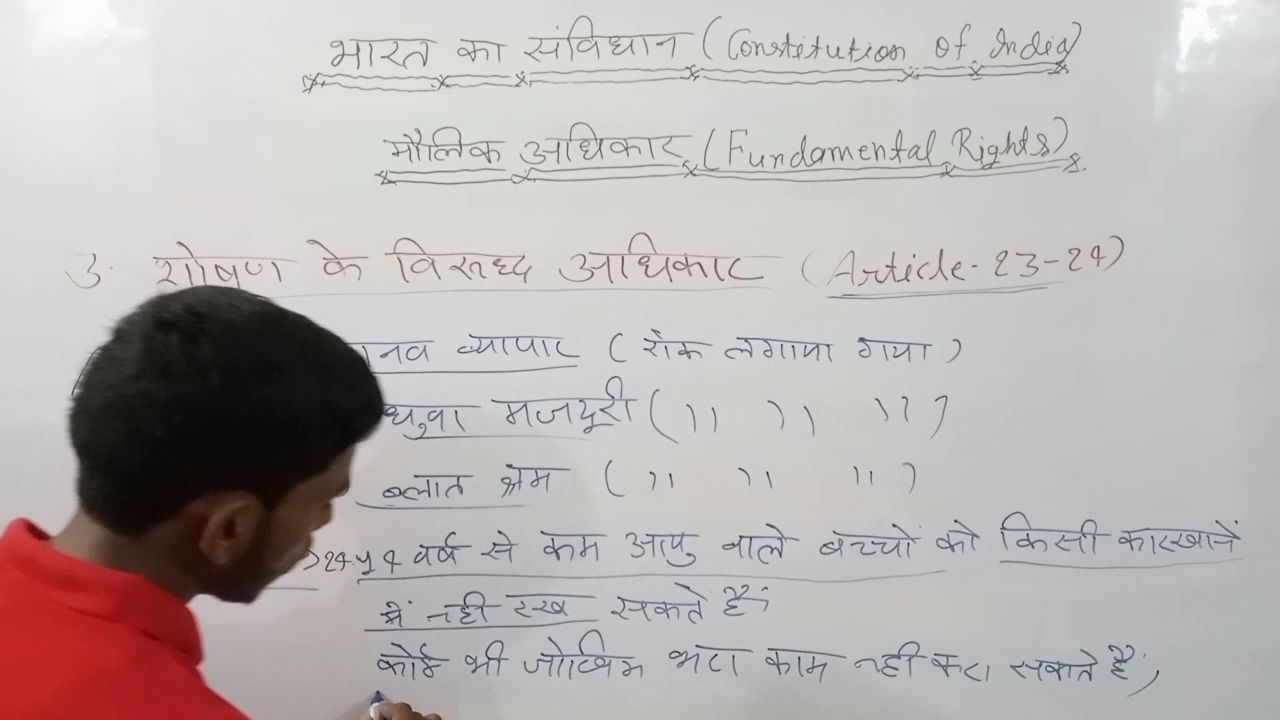 भारत का संविधान (Constitution of India)
मौलिक अधिकार (Fundamental Rights)
3. शोषण के विरूध्द अधिकार (Article-23-24)
नव व्यापार (रोक लगाया गया)
धुवा मजदूरी ( ,, ,, ,, )
ब्लात श्रम ( ,, ,, ,, )
24. 14 वर्ष से कम आयु वाले बच्चो को किसी कारखाने
में नही रख सकते हैं
कोई भी जोखिम भरा काम नही करा सकते हैं,